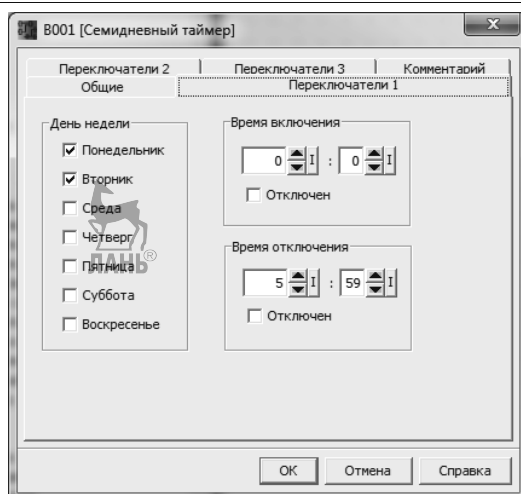 B001 [Семидневный таймер]
Переключатели 2
Переключатели 3
Комментарий
Общие
Переключатели 1
День недели
Понедельник
Вторник
Среда
Четверг
Пятница
Суббота
Воскресенье
ЛАНЬ®
Время включения
0 : 0
Отключен
Время отключения
5 : 59
Отключен
OK
Отмена
Справка